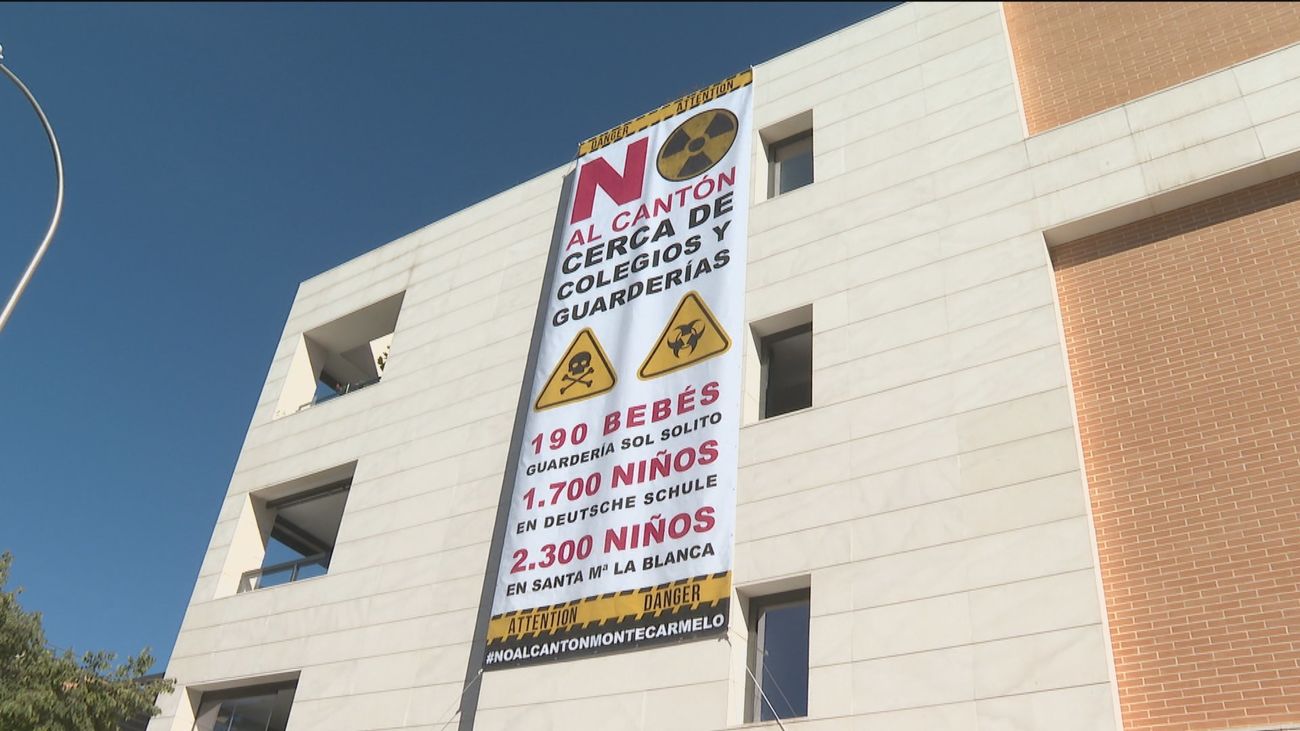 DANGER ATTENTION
NO
AL CANTÓN
CERCA DE
COLEGIOS Y
GUARDERÍAS
190 BEBÉS
GUARDERÍA SOL SOLITO
1.700 NIÑOS
EN DEUTSCHE SCHULE
2.300 NIÑOS
EN SANTA Mª LA BLANCA
ATTENTION DANGER
#NOALCANTONMONTECARMELO